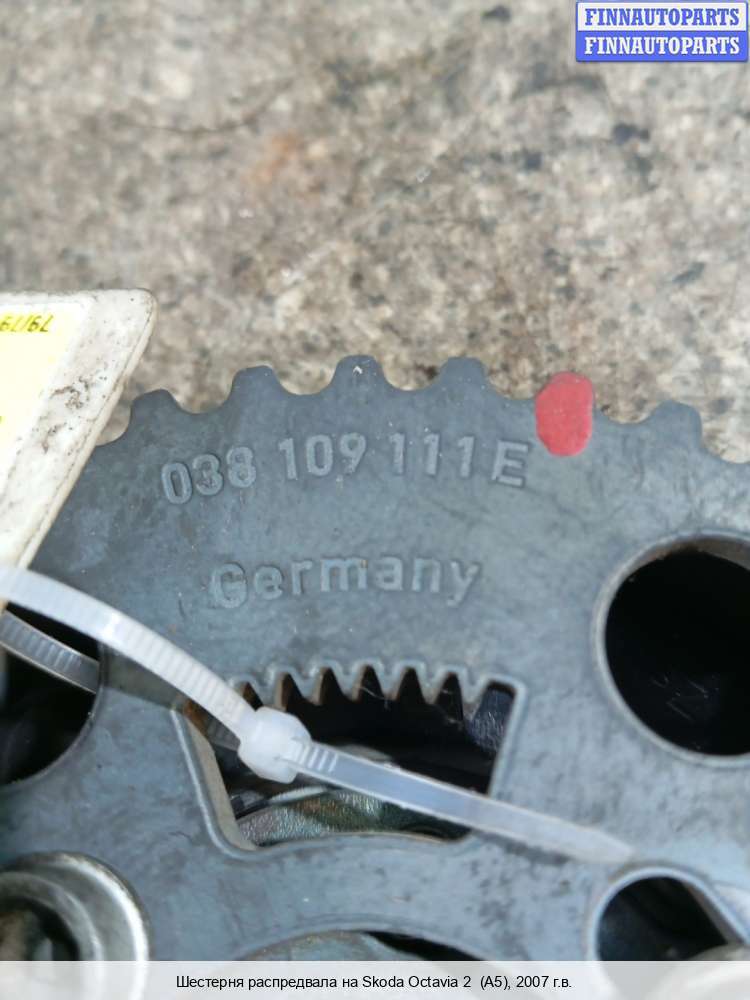 FINNAUTOPARTS
FINNAUTOPARTS
038 109 111 E
Germany
Шестерня распредвала на Skoda Octavia 2 (A5), 2007 г.в.